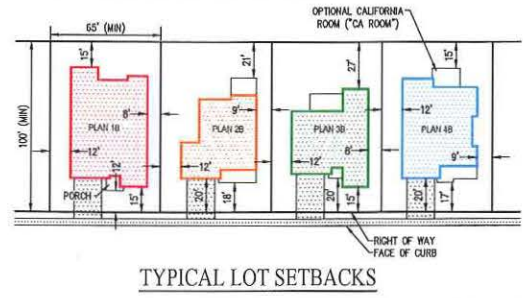 OPTIONAL CALIFORNIA
ROOM ("CA ROOM")
65' (MIN)
100' (MIN)
15'
21'
27'
15'
PLAN 1B
8'
12'
12'
PORCH
15'
PLAN 2B
9'
12'
20'
18'
PLAN 3B
12'
8'
20'
15'
12'
PLAN 4B
9'
20'
17'
RIGHT OF WAY
FACE OF CURB
TYPICAL LOT SETBACKS